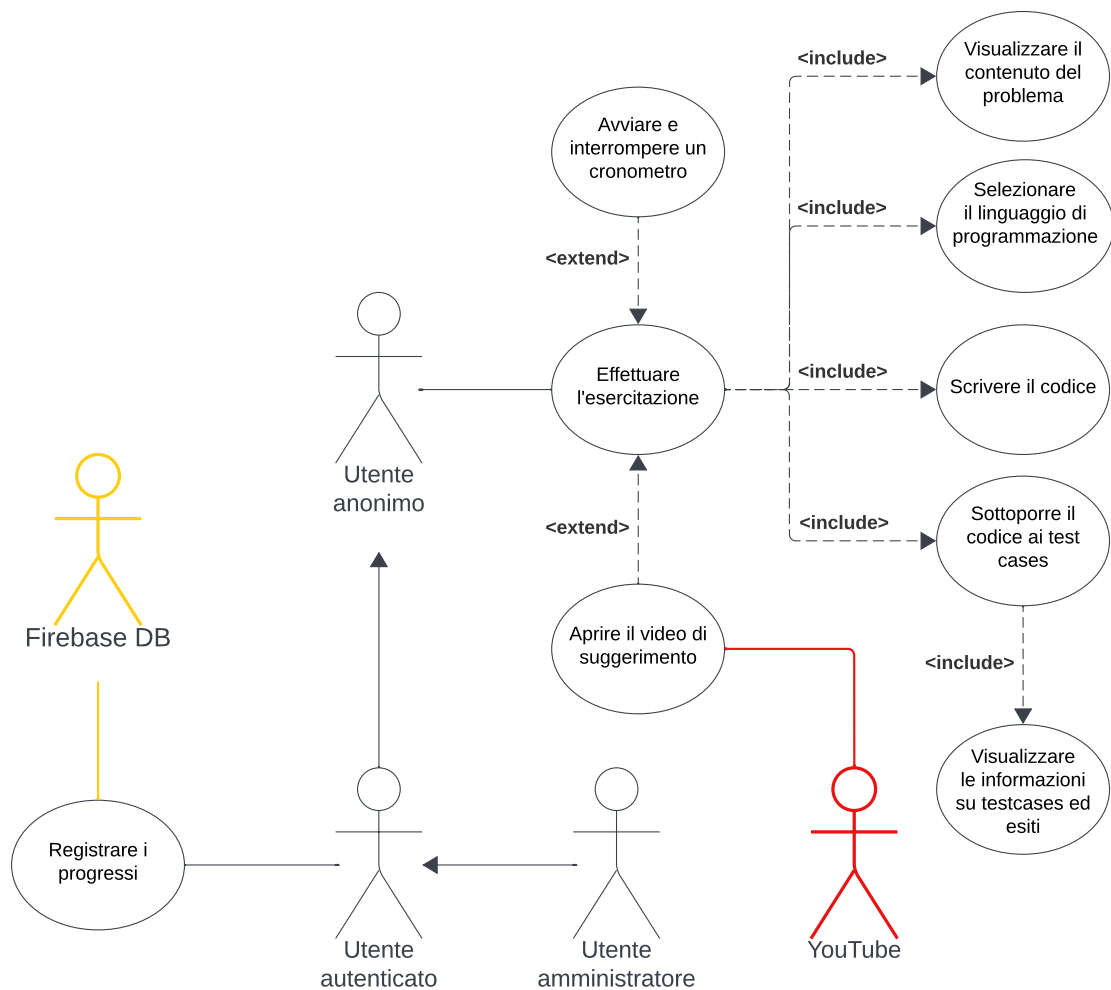 <include>
Visualizzare il
contenuto del
problema
Avviare e
interrompere un
cronometro
<include>
Selezionare
il linguaggio di
programmazione
<extend>
Effettuare
l'esercitazione
<include>
Scrivere il codice
Utente
anonimo
<extend>
<include>
Sottoporre il
codice ai test
cases
Firebase DB
Aprire il video di
suggerimento
<include>
Visualizzare
le informazioni
su testcases ed
esiti
Registrare i
progressi
Utente
autenticato
Utente
amministratore
YouTube